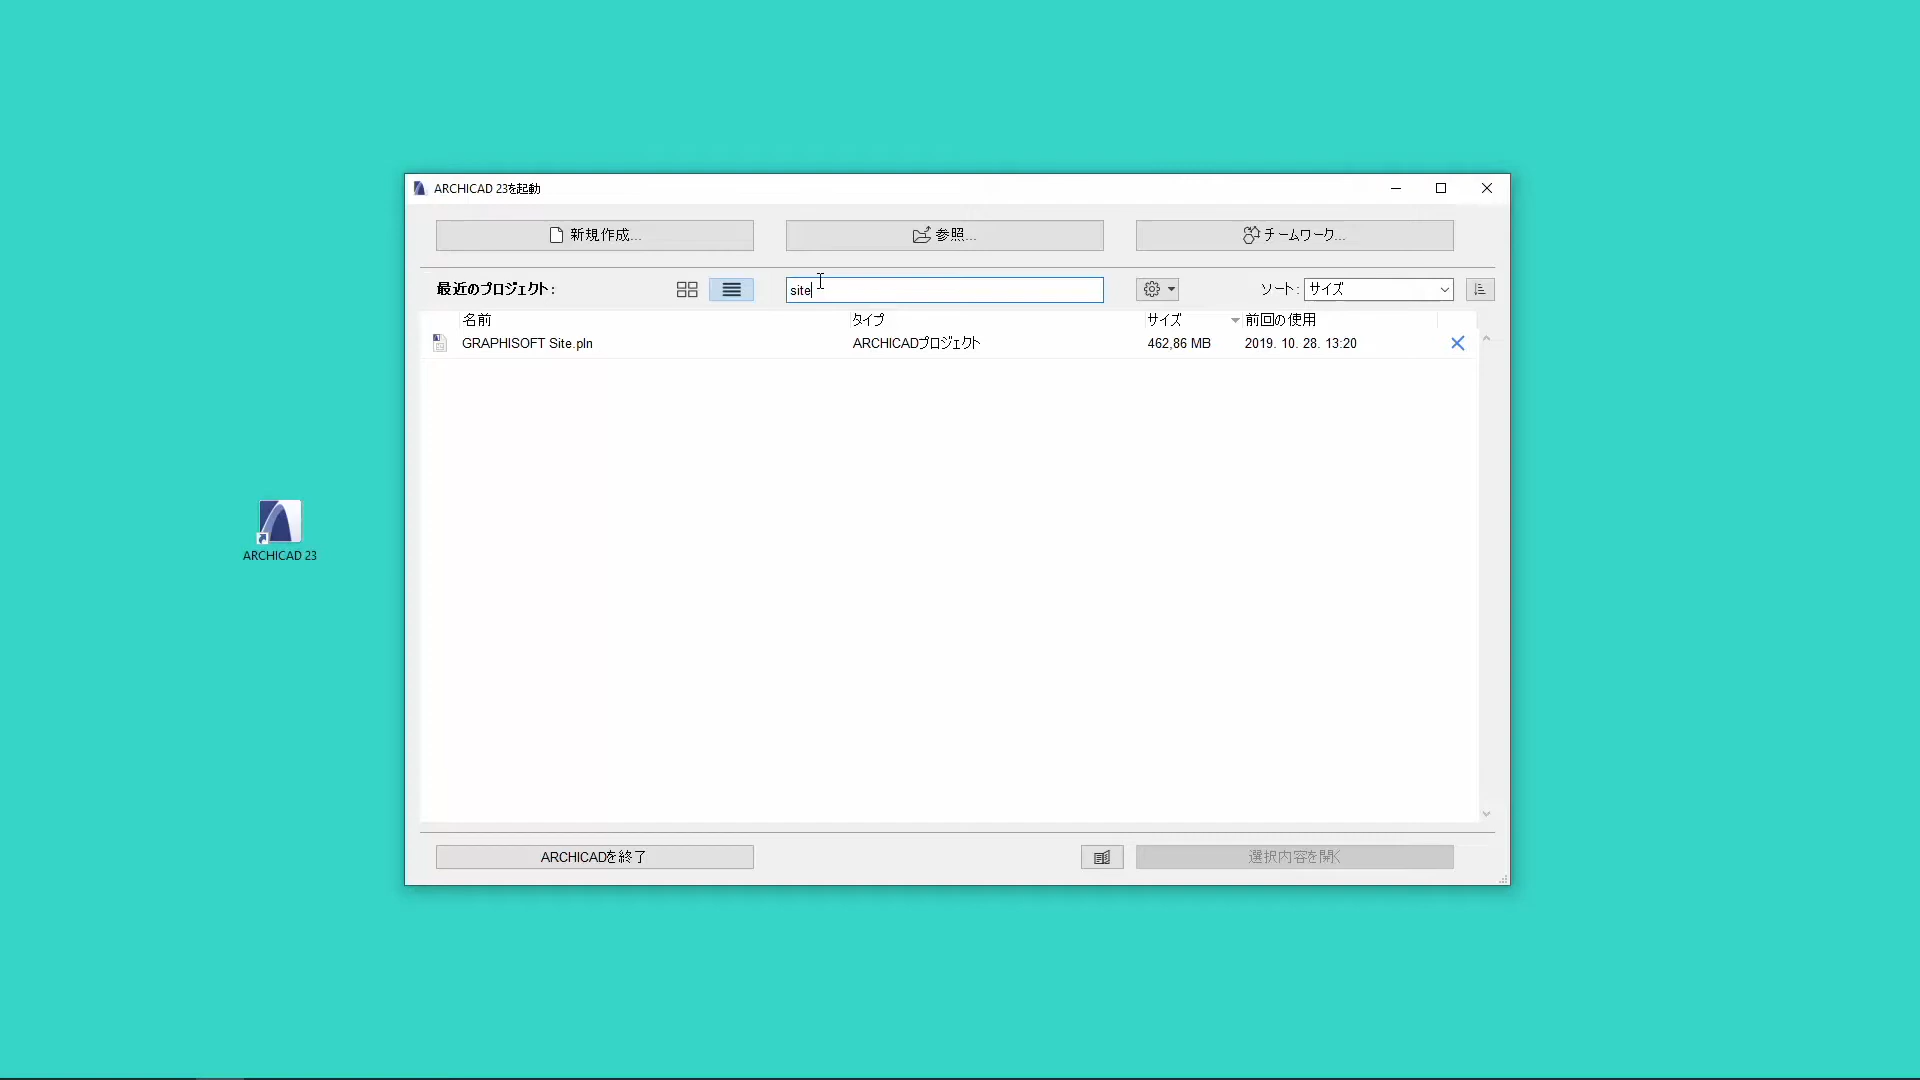 ARCHICAD 23を起動
新規作成...
参照...
チームワーク...
最近のプロジェクト:
site
ソート:
サイズ
名前
タイプ
サイズ
前回の使用
GRAPHISOFT Site.pln
ARCHICADプロジェクト
462,86 MB
2019. 10. 28. 13:20
ARCHICAD 23
ARCHICADを終了
選択内容を開く